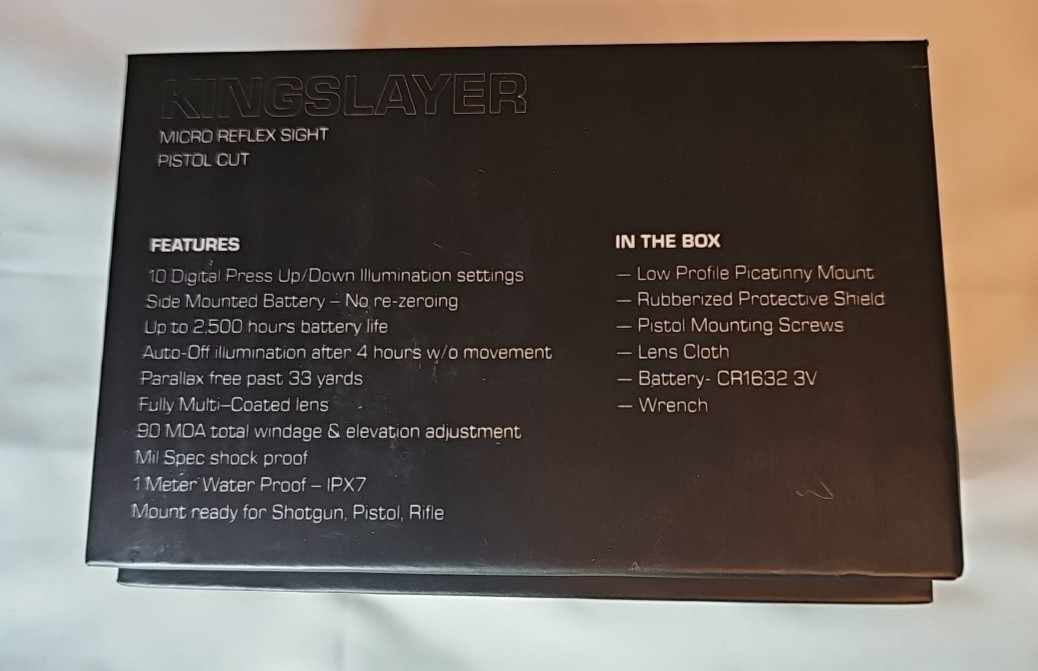 KINGSLAYER
MICRO REFLEX SIGHT
PISTOL CUT
FEATURES
10 Digital Press Up/Down Illumination settings
Side Mounted Battery – No re-zeroing
Up to 2,500 hours battery life
Auto-Off illumination after 4 hours w/o movement
Parallax free past 33 yards
Fully Multi–Coated lens
90 MOA total windage & elevation adjustment
Mil Spec shock proof
1 Meter Water Proof – IPX7
Mount ready for Shotgun, Pistol, Rifle
IN THE BOX
— Low Profile Picatinny Mount
— Rubberized Protective Shield
— Pistol Mounting Screws
— Lens Cloth
— Battery- CR1632 3V
— Wrench